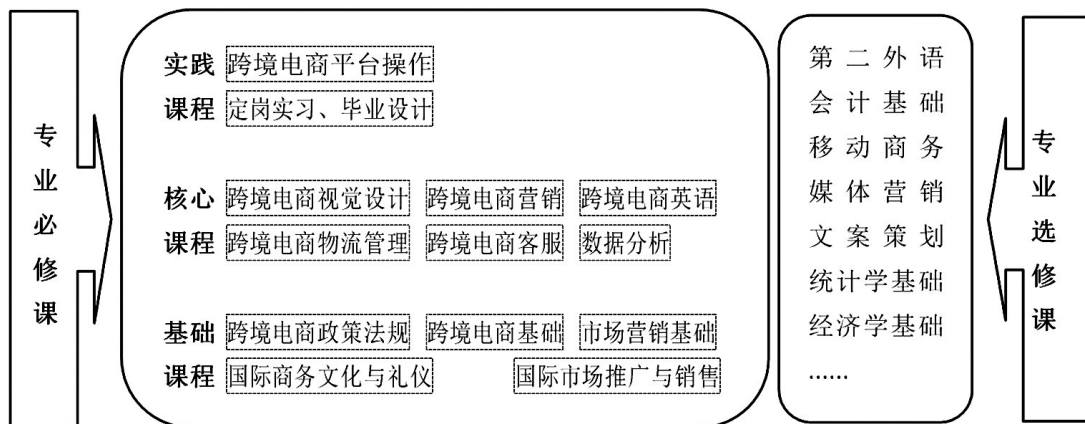 专业必修课
实践 跨境电商平台操作
课程 定岗实习、毕业设计
核心 跨境电商视觉设计 跨境电商营销 跨境电商英语
课程 跨境电商物流管理 跨境电商客服 数据分析
基础 跨境电商政策法规 跨境电商基础 市场营销基础
课程 国际商务文化与礼仪 国际市场推广与销售
第二外语
会计基础
移动商务
媒体营销
文案策划
统计学基础
经济学基础
......
专业选修课